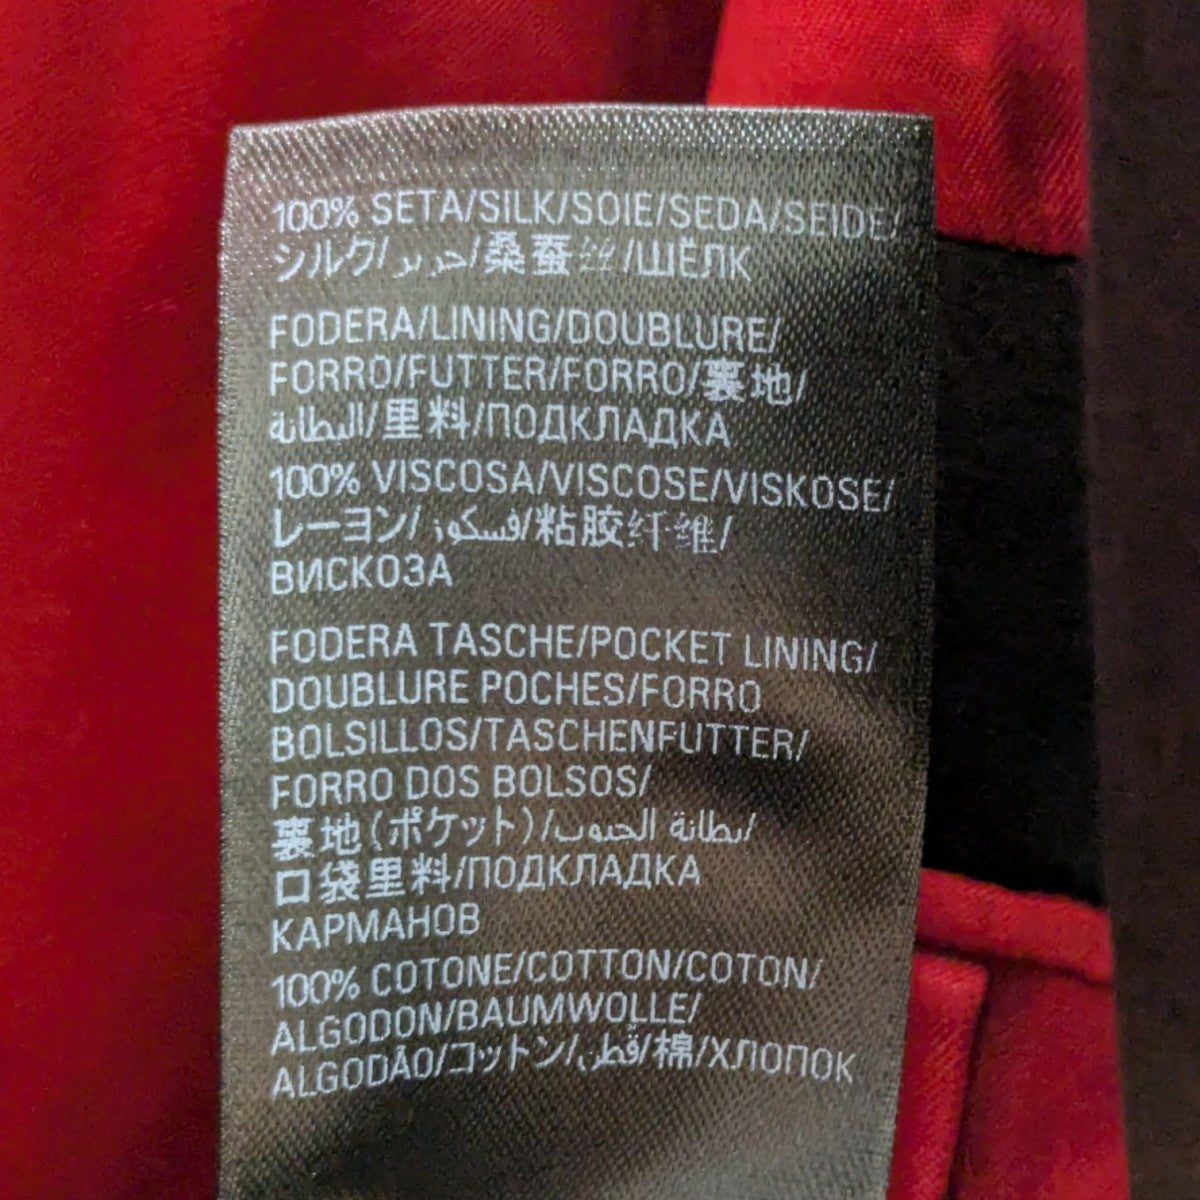 100% SETA/SILK/SOIE/SEDA/SEIDE/
シルク/حرير/桑蚕丝/ШЁЛК
FODERA/LINING/DOUBLURE/
FORRO/FUTTER/FORRO/裏地/
البطانة/里料/ПОДКЛАДКА
100% VISCOSA/VISCOSE/VISKOSE/
レーヨン/فسكوز/粘胶纤维/
ВИСКОЗА
FODERA TASCHE/POCKET LINING/
DOUBLURE POCHES/FORRO
BOLSILLOS/TASCHENFUTTER/
FORRO DOS BOLSOS/
裏地(ポケット)/بطانة الجيوب/
口袋里料/ПОДКЛАДКА
КАРМАНОВ
100% COTONE/COTTON/COTON/
ALGODON/BAUMWOLLE/
ALGODÃO/コットン/قطن/棉/ХЛОПОК